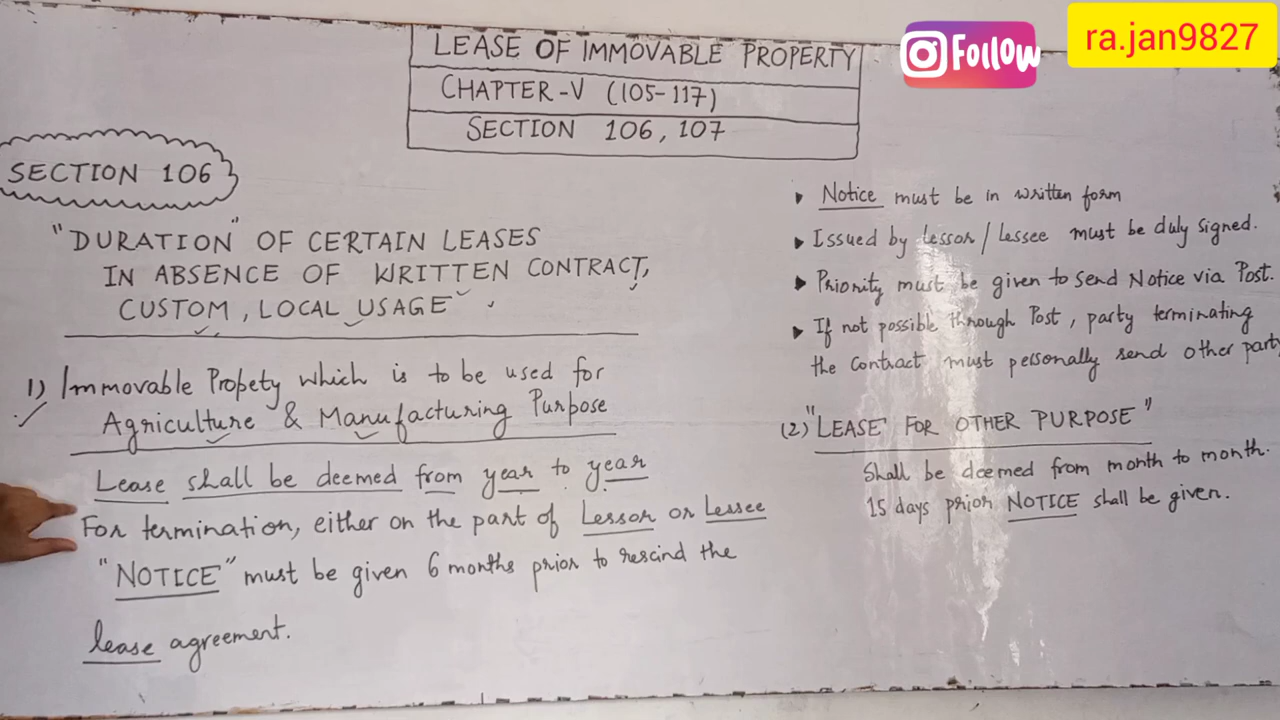 LEASE OF IMMOVABLE PROPERTY
CHAPTER-V (105-117)
SECTION 106, 107
Follow
ra.jan9827
SECTION 106
"DURATION" OF CERTAIN LEASES
IN ABSENCE OF WRITTEN CONTRACT,
CUSTOM, LOCAL USAGE
1) Immovable Propety which is to be used for
Agriculture & Manufacturing Purpose
Lease shall be deemed from year to year
For termination, either on the part of Lessor or Lessee
"NOTICE" must be given 6 months prior to rescind the
lease agreement.
Notice must be in written form
Issued by Lessor/Lessee must be duly signed.
Priority must be given to send Notice via Post.
If not possible through Post, party terminating
the contract must personally send other party
(2) "LEASE FOR OTHER PURPOSE"
Shall be deemed from month to month.
15 days prior NOTICE shall be given.